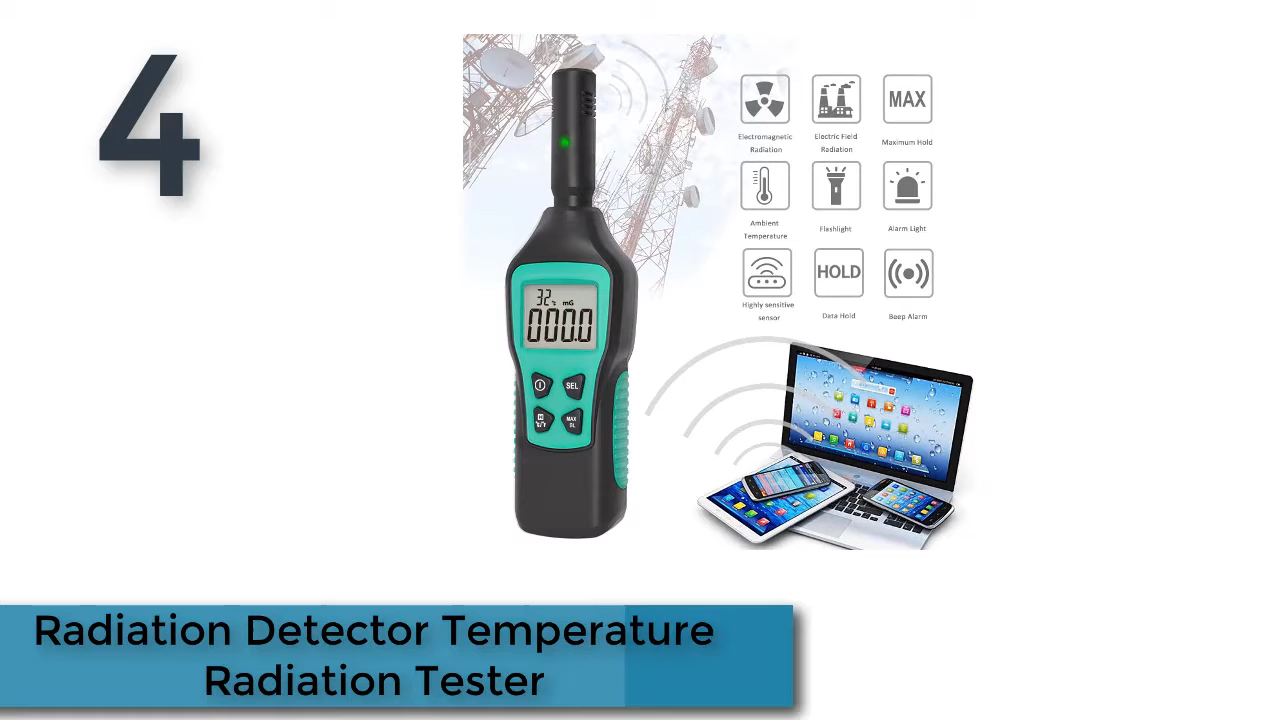 4
Electromagnetic
Radiation
Electric Field
Radiation
MAX
Maximum Hold
Ambient
Temperature
Flashlight
Alarm Light
Highly sensitive
sensor
HOLD
Data Hold
Beep Alarm
32 °C mG
000.0
SEL
H
°C/°F
MAX
BL
Radiation Detector Temperature
Radiation Tester